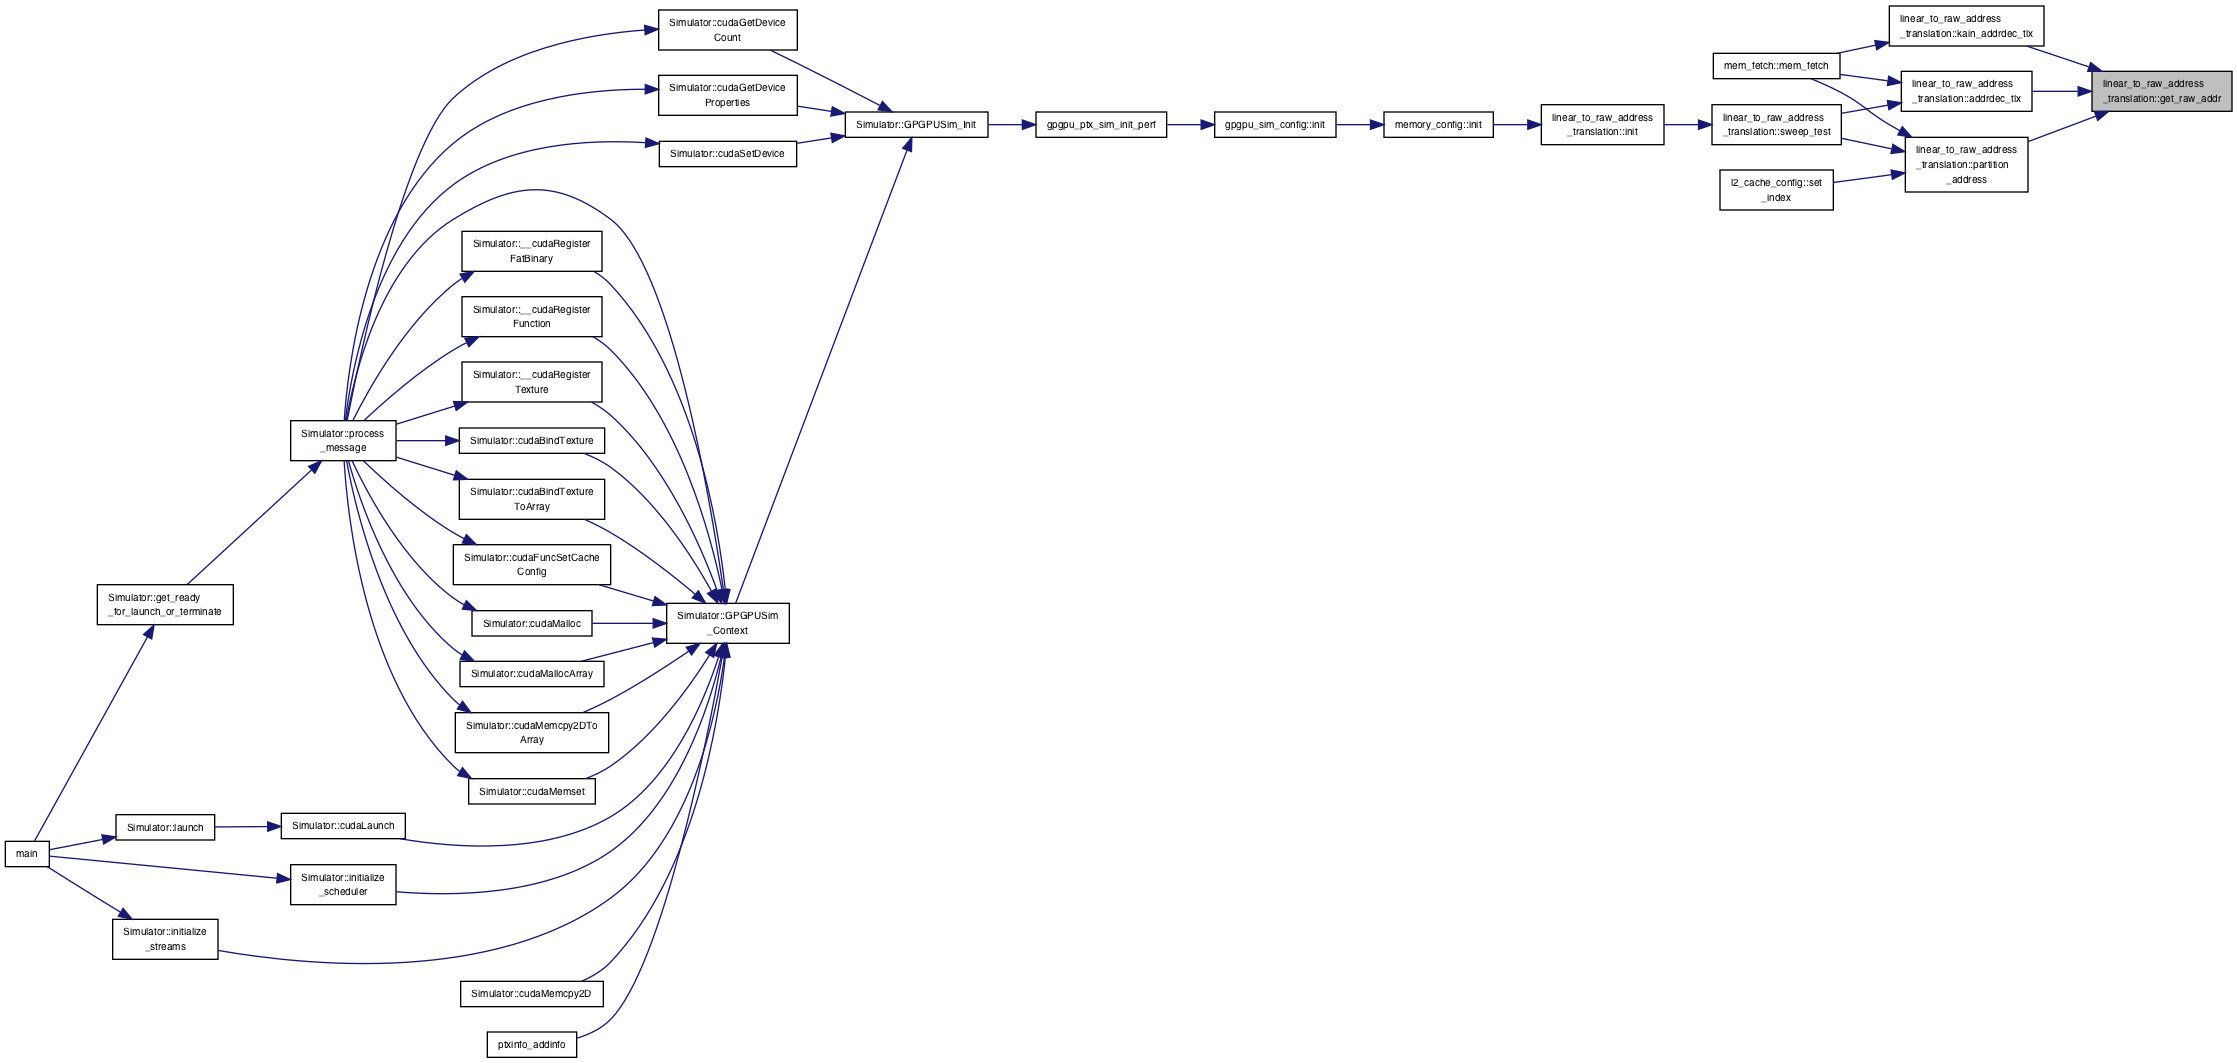 Simulator::cudaGetDevice
Count
Simulator::cudaGetDevice
Properties
Simulator::cudaSetDevice
Simulator::GPGPUSim_Init
gpgpu_ptx_sim_init_perf
gpgpu_sim_config::init
memory_config::init
linear_to_raw_address
_translation::init
linear_to_raw_address
_translation::sweep_test
mem_fetch::mem_fetch
l2_cache_config::set
_index
linear_to_raw_address
_translation::kain_addrdec_tlx
linear_to_raw_address
_translation::addrdec_tlx
linear_to_raw_address
_translation::partition
_address
linear_to_raw_address
_translation::get_raw_addr
Simulator::__cudaRegister
FatBinary
Simulator::__cudaRegister
Function
Simulator::__cudaRegister
Texture
Simulator::process
_message
Simulator::cudaBindTexture
Simulator::cudaBindTexture
ToArray
Simulator::cudaFuncSetCache
Config
Simulator::get_ready
_for_launch_or_terminate
Simulator::cudaMalloc
Simulator::GPGPUSim
_Context
Simulator::cudaMallocArray
Simulator::cudaMemcpy2DTo
Array
Simulator::cudaMemset
Simulator::launch
Simulator::cudaLaunch
main
Simulator::initialize
_scheduler
Simulator::initialize
_streams
Simulator::cudaMemcpy2D
ptxinfo_addinfo